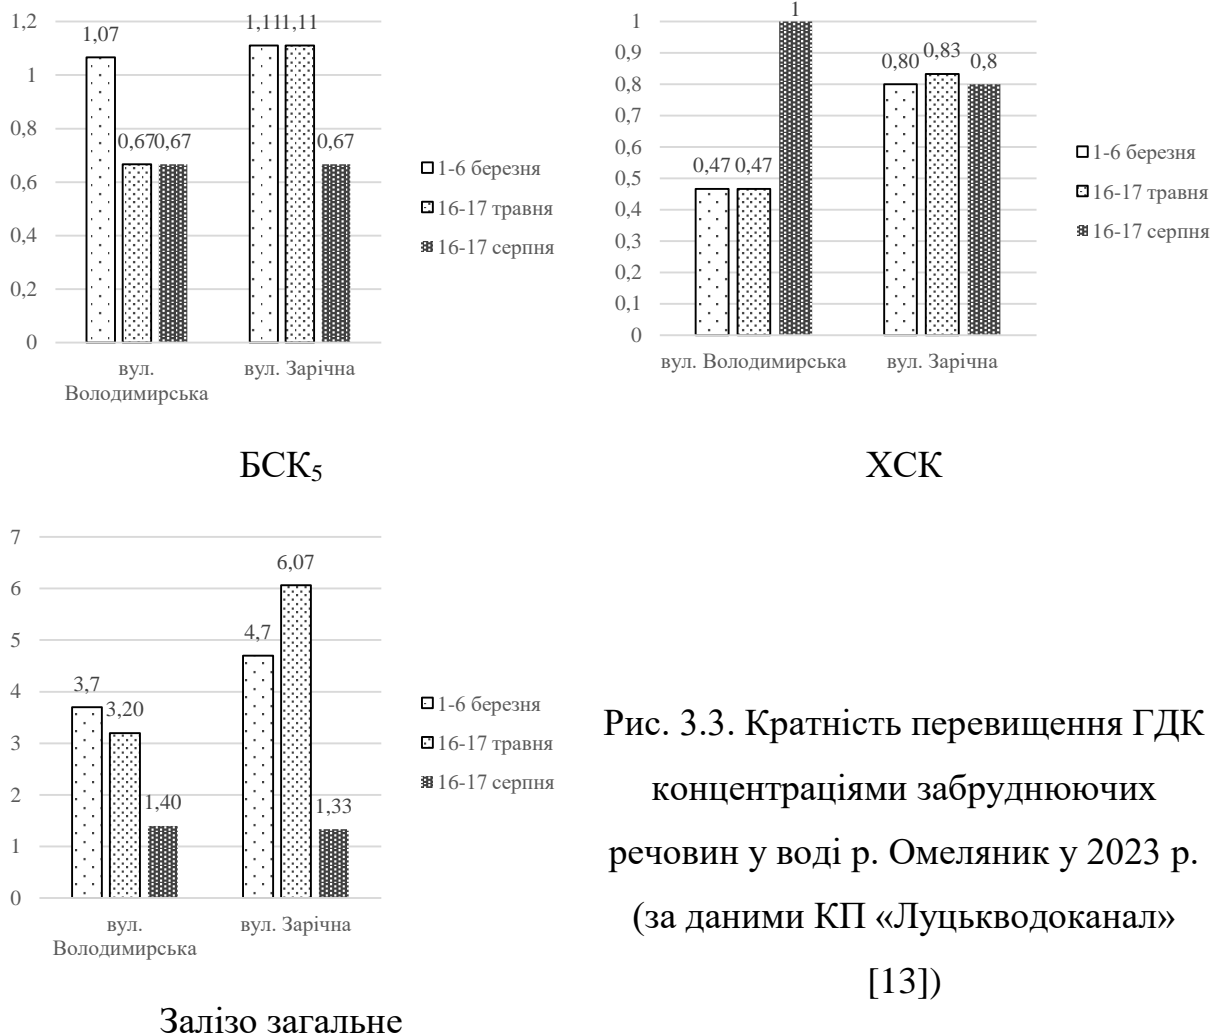 1,2
1
0,8
0,6
0,4
0,2
0
1,07
0,67
0,67
1,11
1,11
0,67
вул.
Володимирська
вул. Зарічна
1-6 березня
16-17 травня
16-17 серпня
БСК₅
1
0,9
0,8
0,7
0,6
0,5
0,4
0,3
0,2
0,1
0
0,47
0,47
1
0,80
0,83
0,8
вул. Володимирська
вул. Зарічна
1-6 березня
16-17 травня
16-17 серпня
ХСК
7
6
5
4
3
2
1
0
3,7
3,20
1,40
4,7
6,07
1,33
вул.
Володимирська
вул. Зарічна
1-6 березня
16-17 травня
16-17 серпня
Залізо загальне
Рис. 3.3. Кратність перевищення ГДК
концентраціями забруднюючих
речовин у воді р. Омеляник у 2023 р.
(за даними КП «Луцькводоканал»
[13])